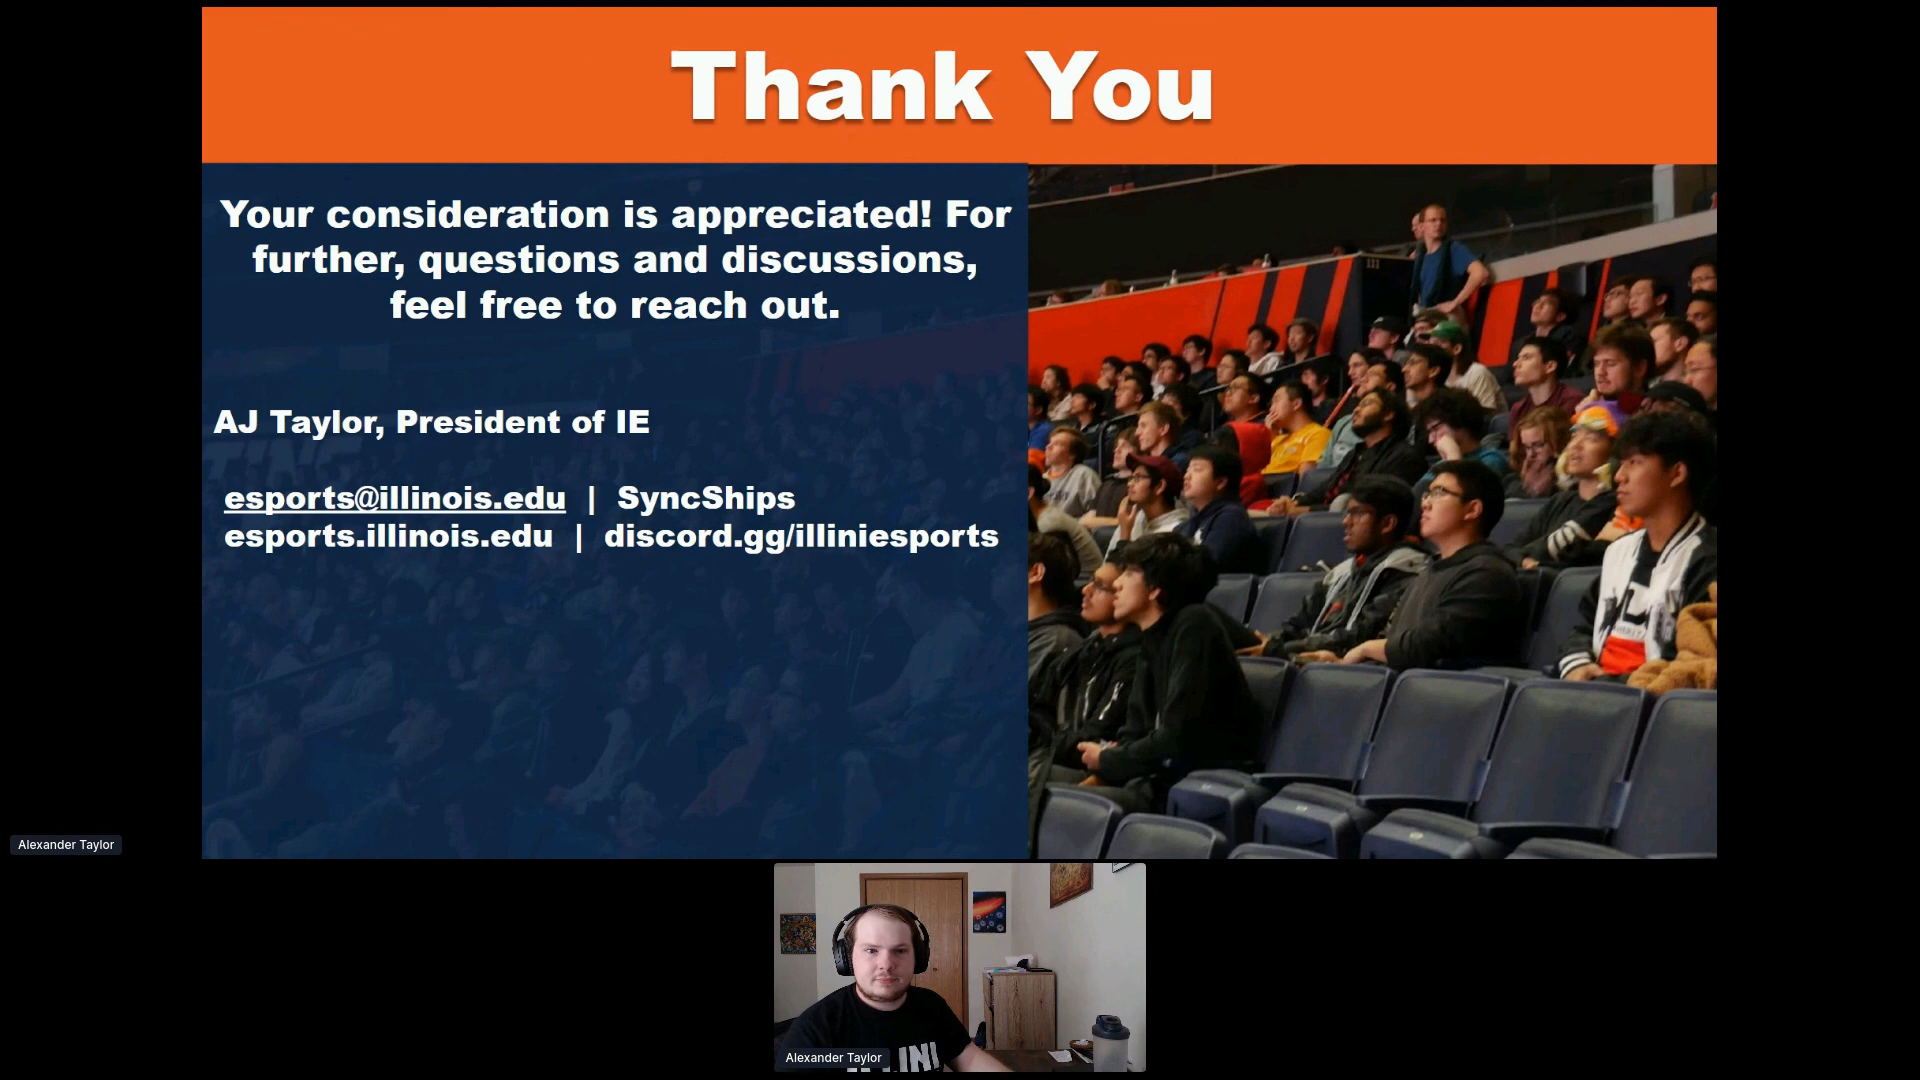 Thank You
Your consideration is appreciated! For
further, questions and discussions,
feel free to reach out.
AJ Taylor, President of IE
esports@illinois.edu | SyncShips
esports.illinois.edu | discord.gg/illiniesports
Alexander Taylor
Alexander Taylor